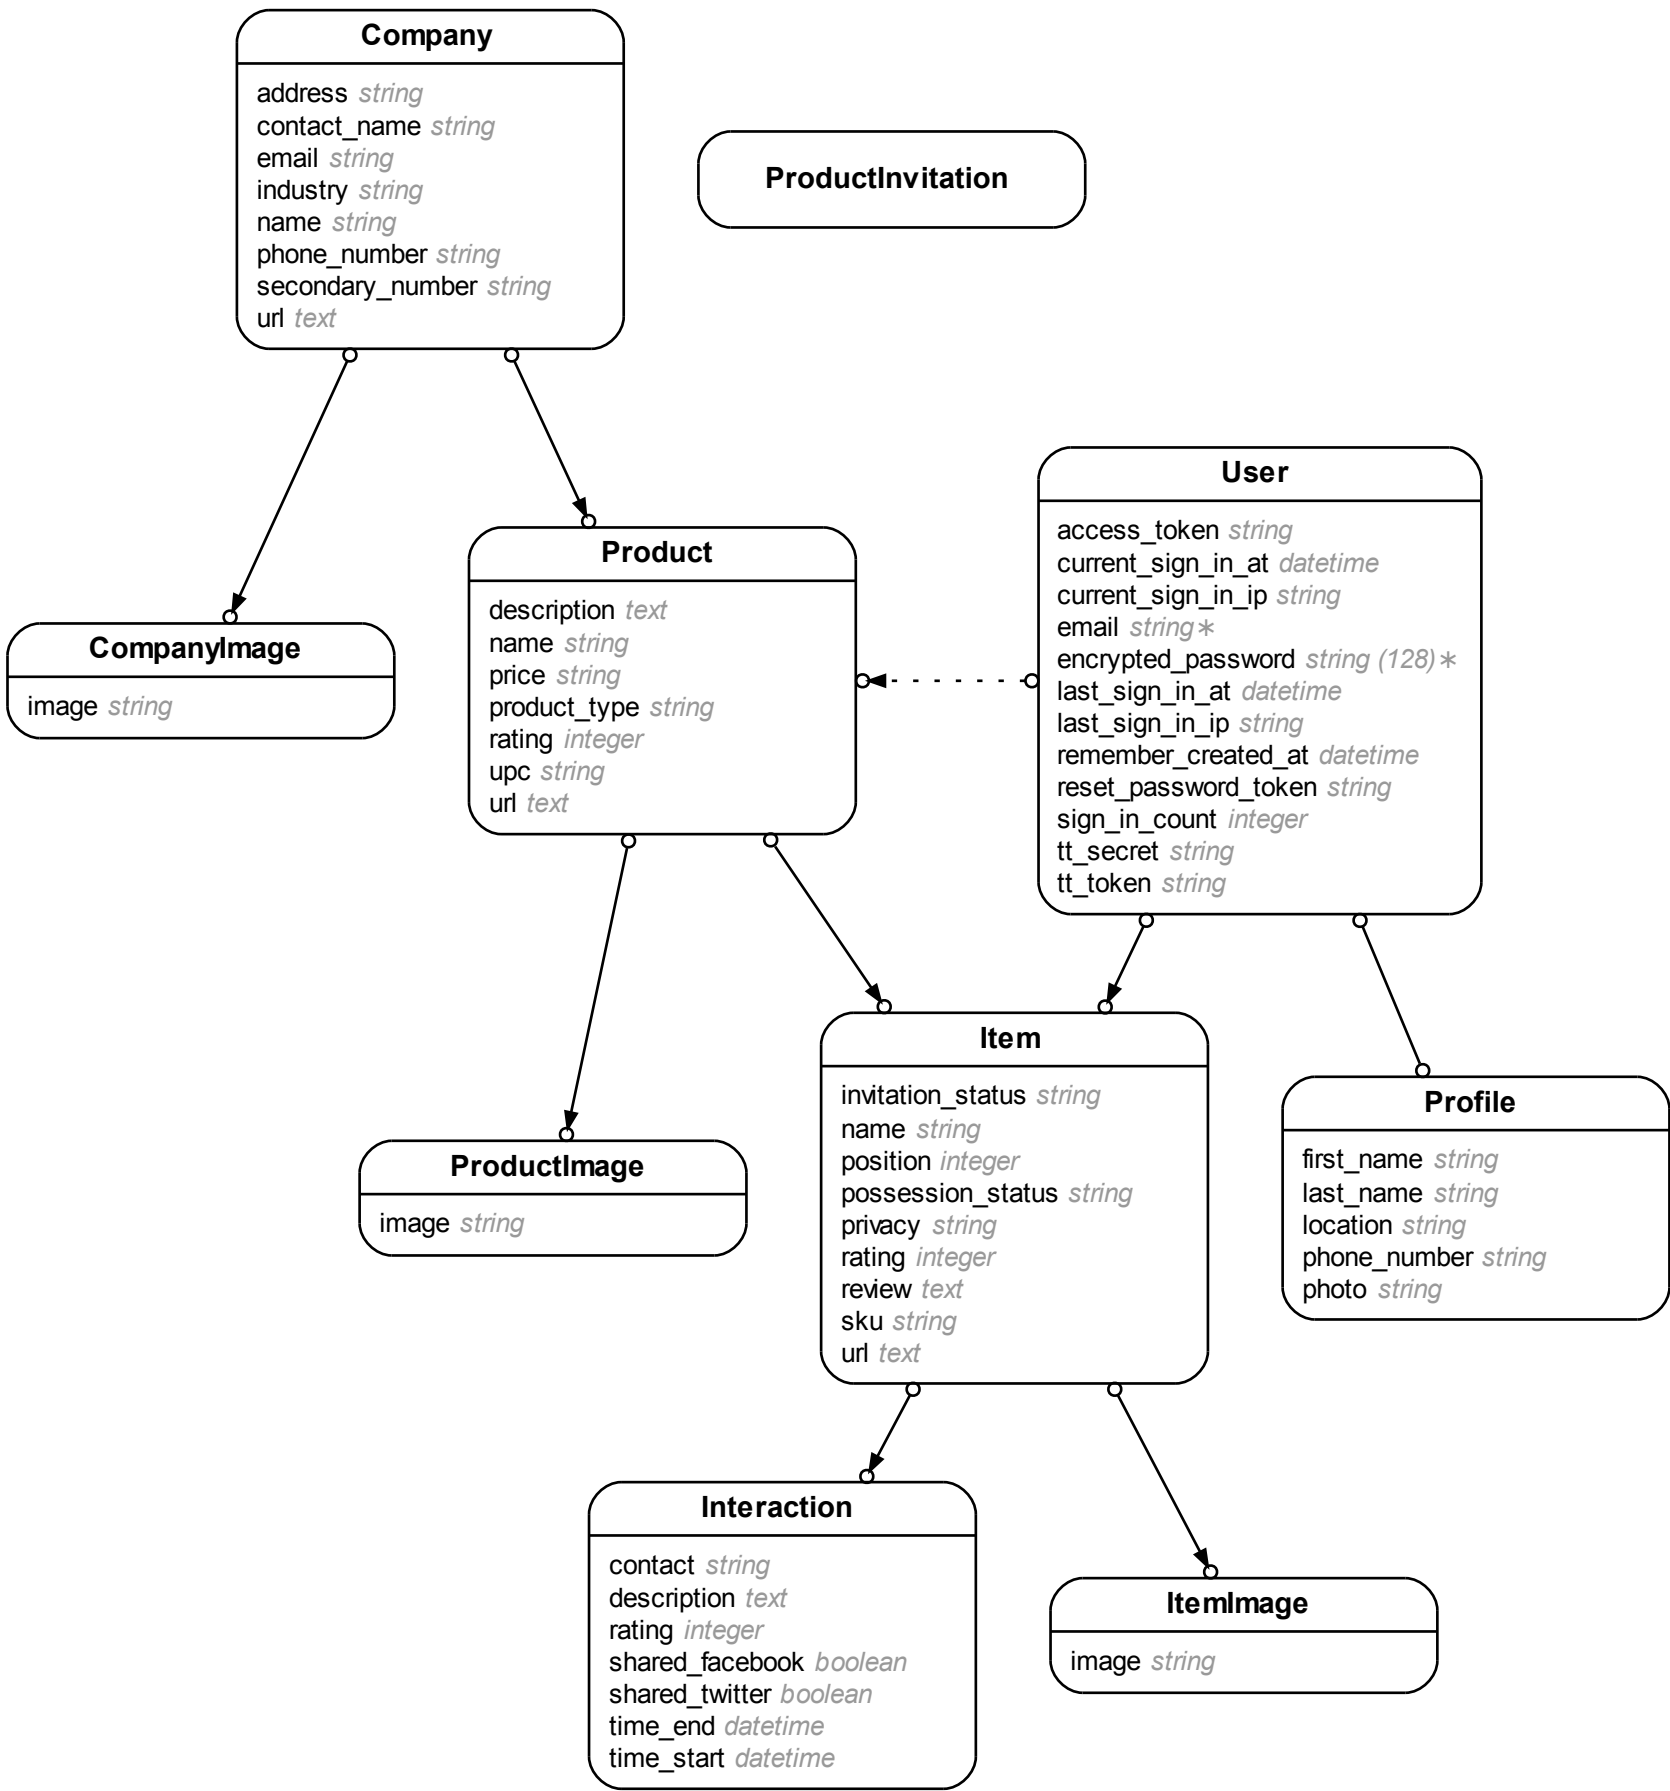 Company
address string
contact_name string
email string
industry string
name string
phone_number string
secondary_number string
url text
ProductInvitation
User
access_token string
current_sign_in_at datetime
current_sign_in_ip string
email string∗
encrypted_password string (128)∗
last_sign_in_at datetime
last_sign_in_ip string
remember_created_at datetime
reset_password_token string
sign_in_count integer
tt_secret string
tt_token string
Product
description text
name string
price string
product_type string
rating integer
upc string
url text
CompanyImage
image string
Item
invitation_status string
name string
position integer
possession_status string
privacy string
rating integer
review text
sku string
url text
Profile
first_name string
last_name string
location string
phone_number string
photo string
ProductImage
image string
Interaction
contact string
description text
rating integer
shared_facebook boolean
shared_twitter boolean
time_end datetime
time_start datetime
ItemImage
image string